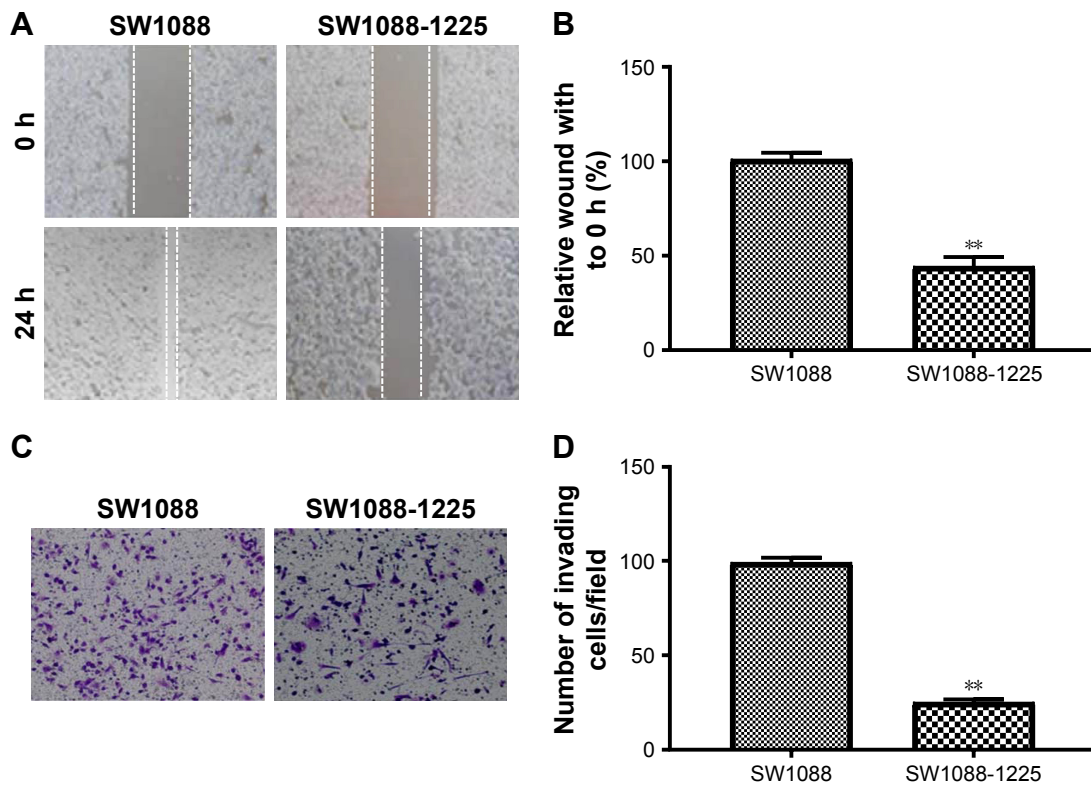 A
SW1088
SW1088-1225
0 h
24 h
B
Relative wound with
to 0 h (%)
150
100
50
0
**
SW1088
SW1088-1225
C
SW1088
SW1088-1225
D
Number of invading
cells/field
150
100
50
0
**
SW1088
SW1088-1225